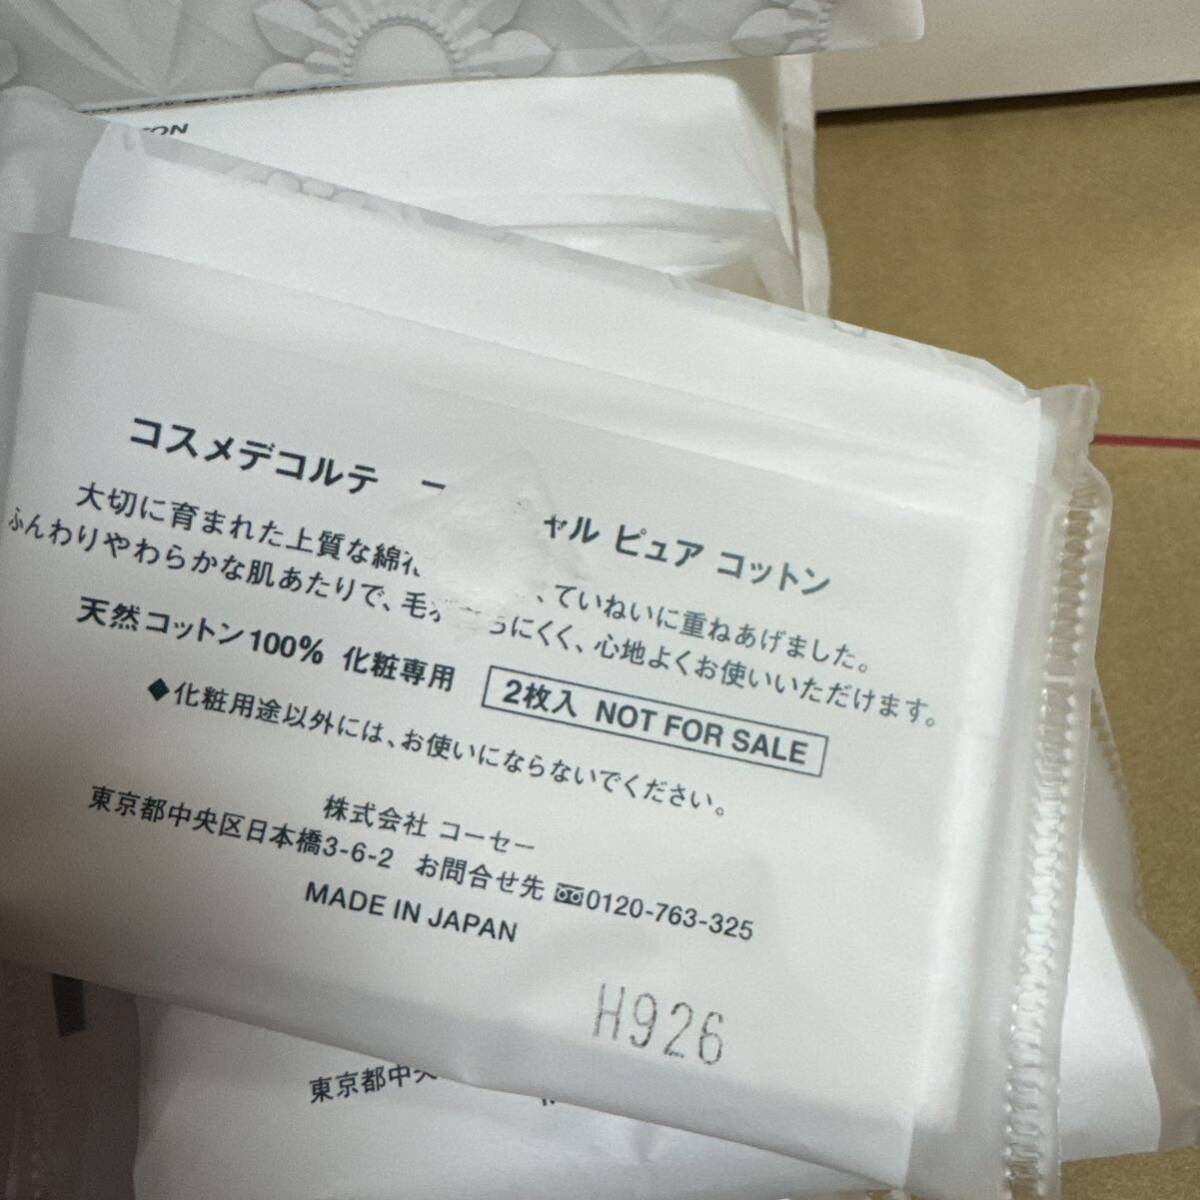 コスメデコルテ ャル ピュア コットン
大切に育まれた上質な綿 、ていねいに重ねあげました。
ふんわりやわらかな肌あたりで、毛 ちにくく、心地よくお使いいただけます。
天然コットン100% 化粧専用 2枚入 NOT FOR SALE
◆化粧用途以外には、お使いにならないでください。
株式会社 コーセー
東京都中央区日本橋3-6-2 お問合せ先 0120-763-325
MADE IN JAPAN
H926
東京都中